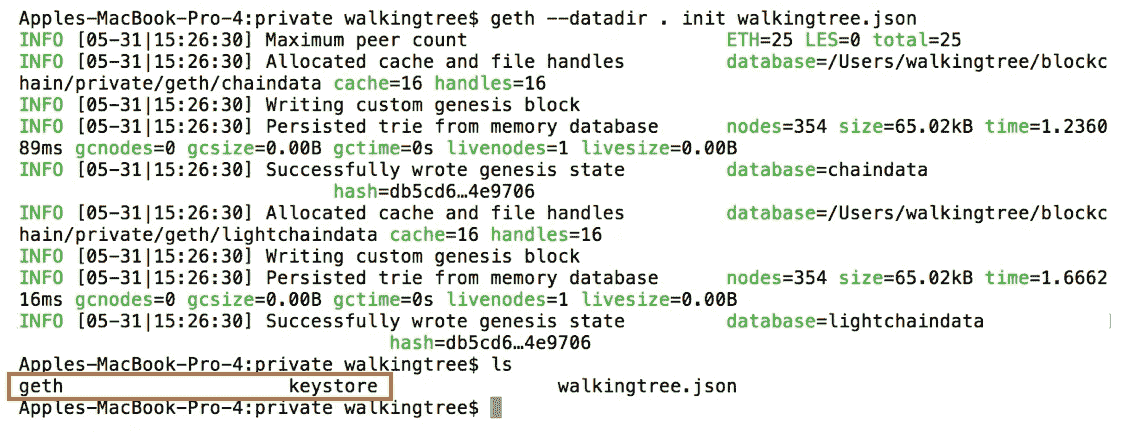 Apples-MacBook-Pro-4:private walkingtree$ geth --datadir . init walkingtree.json
INFO [05-31|15:26:30] Maximum peer count ETH=25 LES=0 total=25
INFO [05-31|15:26:30] Allocated cache and file handles database=/Users/walkingtree/blockc
hain/private/geth/chaindata cache=16 handles=16
INFO [05-31|15:26:30] Writing custom genesis block
INFO [05-31|15:26:30] Persisted trie from memory database nodes=354 size=65.02kB time=1.2360
89ms gcnodes=0 gcsize=0.00B gctime=0s livenodes=1 livesize=0.00B
INFO [05-31|15:26:30] Successfully wrote genesis state database=chaindata
hash=db5cd6…4e9706
INFO [05-31|15:26:30] Allocated cache and file handles database=/Users/walkingtree/blockc
hain/private/geth/lightchaindata cache=16 handles=16
INFO [05-31|15:26:30] Writing custom genesis block
INFO [05-31|15:26:30] Persisted trie from memory database nodes=354 size=65.02kB time=1.6662
16ms gcnodes=0 gcsize=0.00B gctime=0s livenodes=1 livesize=0.00B
INFO [05-31|15:26:30] Successfully wrote genesis state database=lightchaindata
hash=db5cd6…4e9706
Apples-MacBook-Pro-4:private walkingtree$ ls
geth keystore walkingtree.json
Apples-MacBook-Pro-4:private walkingtree$